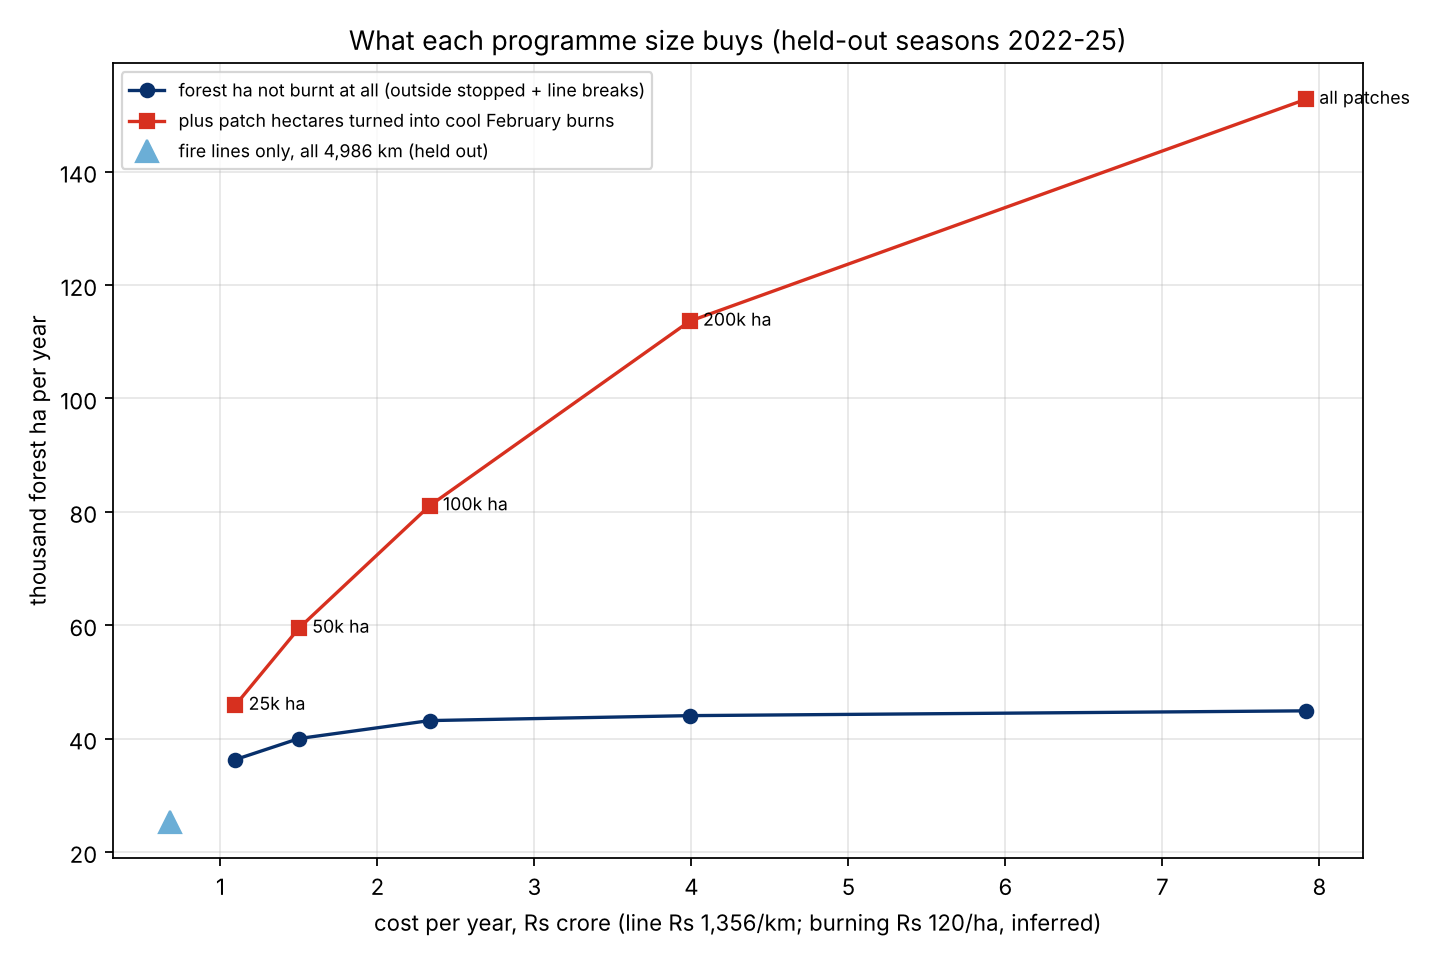 What each programme size buys (held-out seasons 2022-25)
forest ha not burnt at all (outside stopped + line breaks)
plus patch hectares turned into cool February burns
fire lines only, all 4,986 km (held out)
all patches
200k ha
100k ha
50k ha
25k ha
thousand forest ha per year
140
120
100
80
60
40
20
1 2 3 4 5 6 7 8
cost per year, Rs crore (line Rs 1,356/km; burning Rs 120/ha, inferred)